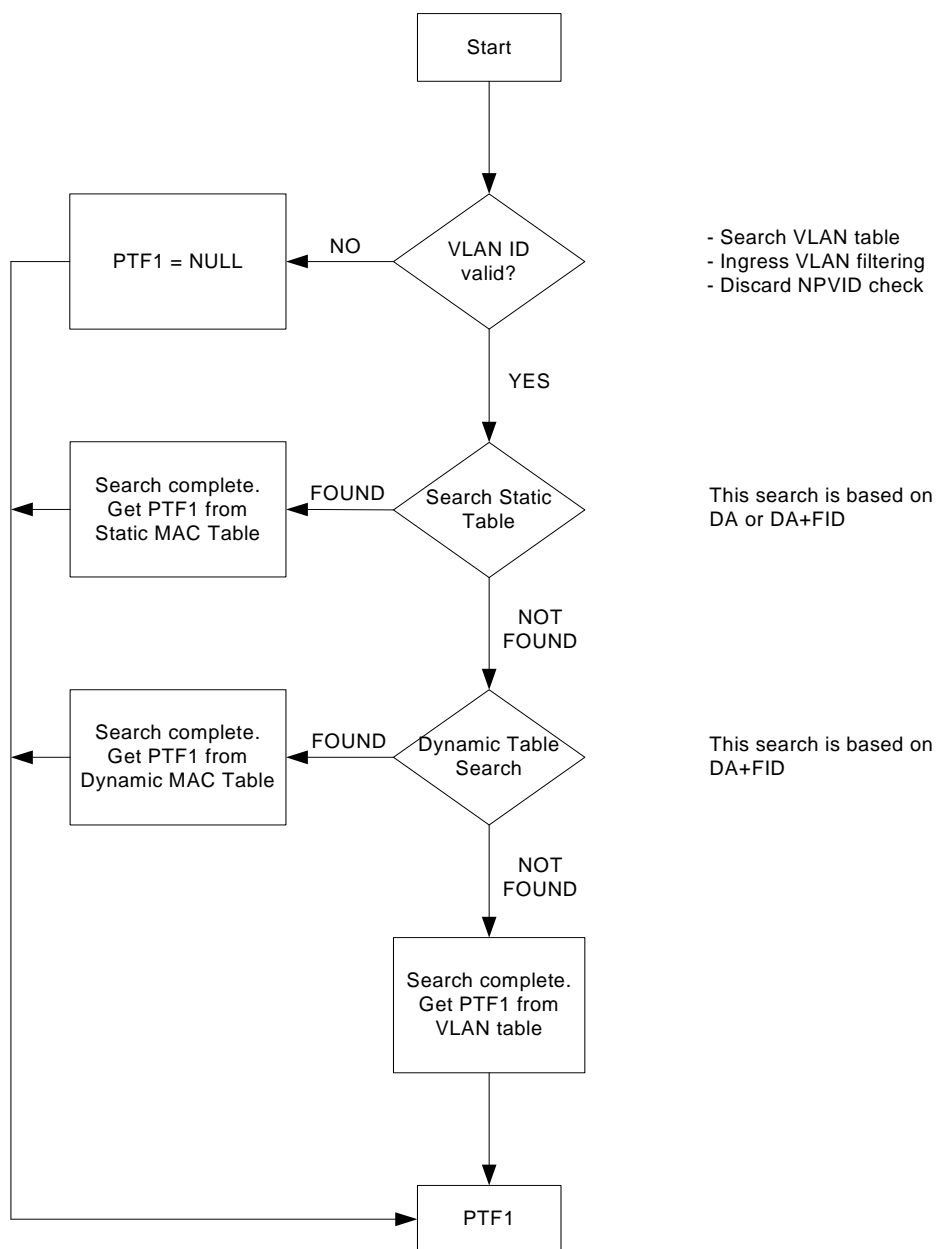 Start
PTF1 = NULL
NO
VLAN ID
valid?
- Search VLAN table
- Ingress VLAN filtering
- Discard NPVID check
YES
Search complete.
Get PTF1 from
Static MAC Table
FOUND
Search Static
Table
This search is based on
DA or DA+FID
NOT
FOUND
Search complete.
Get PTF1 from
Dynamic MAC Table
FOUND
Dynamic Table
Search
This search is based on
DA+FID
NOT
FOUND
Search complete.
Get PTF1 from
VLAN table
PTF1